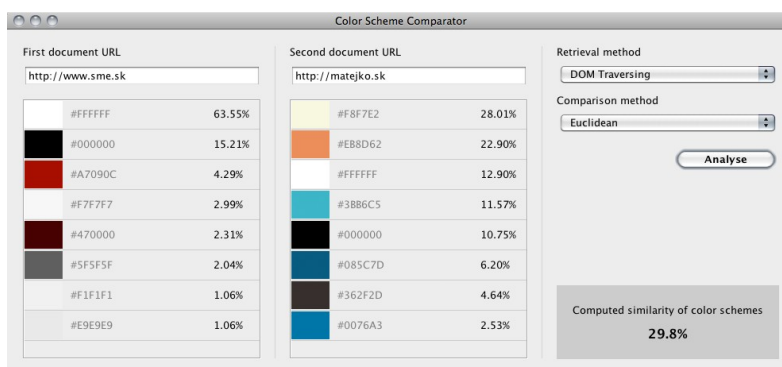 Color Scheme Comparator
First document URL
http://www.sme.sk
#FFFFFF 63.55%
#000000 15.21%
#A7090C 4.29%
#F7F7F7 2.99%
#470000 2.31%
#5F5F5F 2.04%
#F1F1F1 1.06%
#E9E9E9 1.06%
Second document URL
http://matejko.sk
#F8F7E2 28.01%
#EB8D62 22.90%
#FFFFFF 12.90%
#3BB6C5 11.57%
#000000 10.75%
#085C7D 6.20%
#362F2D 4.64%
#0076A3 2.53%
Retrieval method
DOM Traversing
Comparison method
Euclidean
Analyse
Computed similarity of color schemes
29.8%